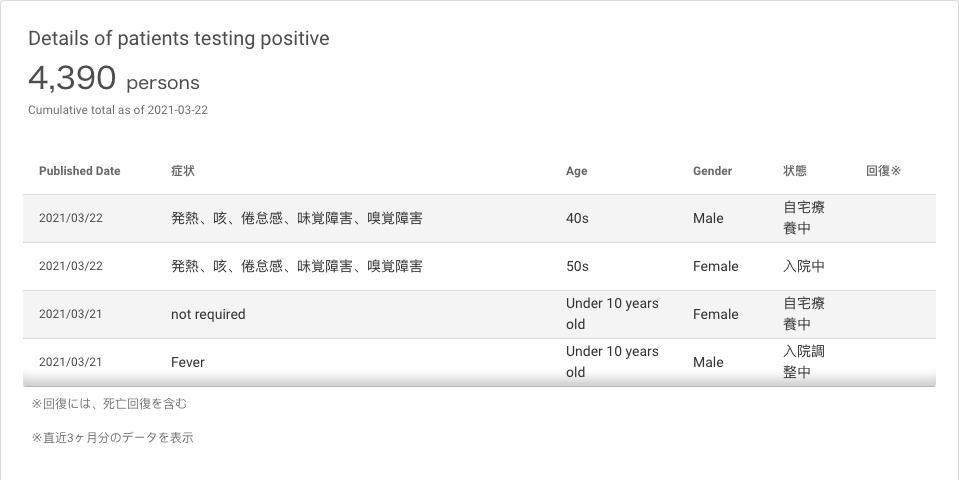 Details of patients testing positive
4,390 persons
Cumulative total as of 2021-03-22
Published Date 症状 Age Gender 状態 回復※
2021/03/22 発熱、咳、倦怠感、味覚障害、嗅覚障害 40s Male 自宅療
養中
2021/03/22 発熱、咳、倦怠感、味覚障害、嗅覚障害 50s Female 入院中
2021/03/21 not required Under 10 years
old Female 自宅療
養中
2021/03/21 Fever Under 10 years
old Male 入院調
整中
※回復には、死亡回復を含む
※直近3ヶ月分のデータを表示